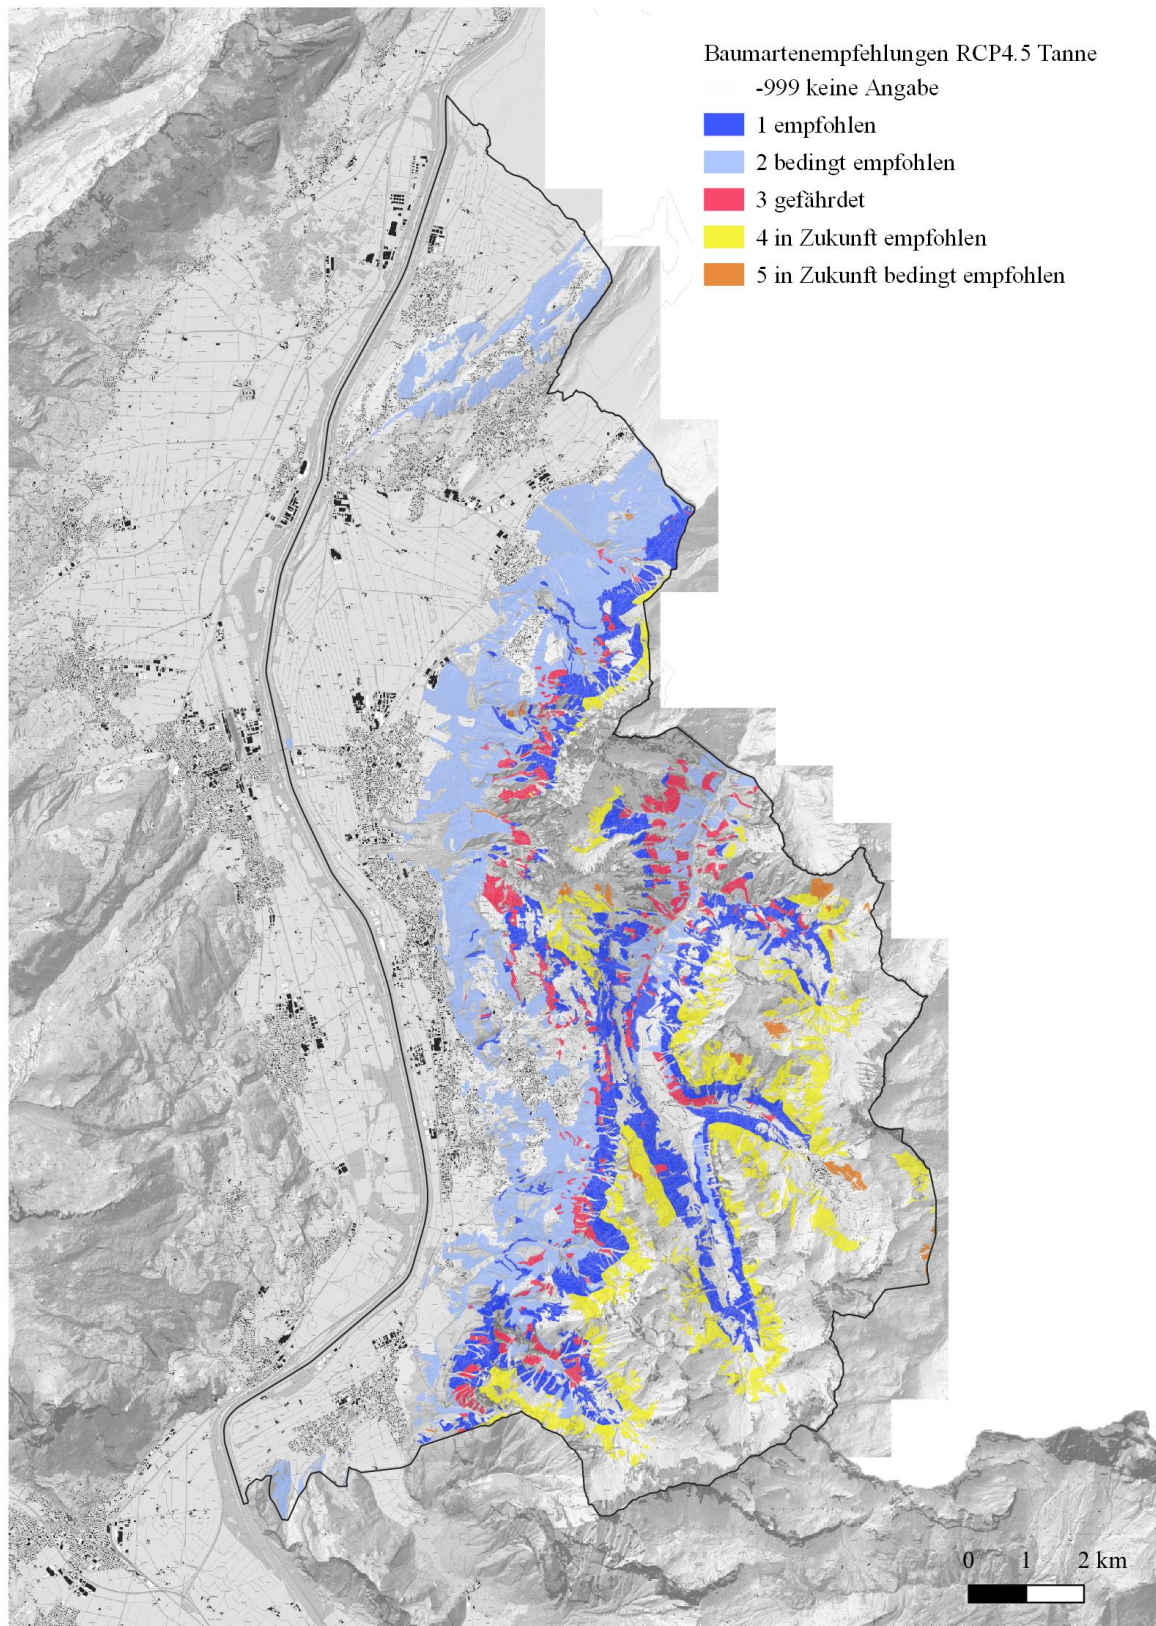 Baumartenempfehlungen RCP4.5 Tanne
-999 keine Angabe
1 empfohlen
2 bedingt empfohlen
3 gefährdet
4 in Zukunft empfohlen
5 in Zukunft bedingt empfohlen
0 1 2 km